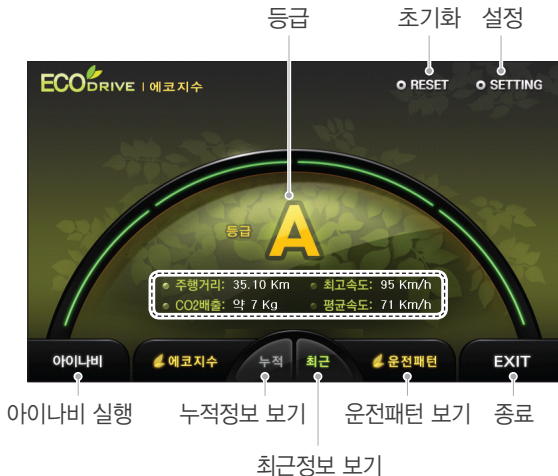 등급 초기화 설정
ECO DRIVE | 에코지수 RESET SETTING
등급 A
주행거리: 35.10 Km 최고속도: 95 Km/h
CO2배출: 약 7 Kg 평균속도: 71 Km/h
아이나비 에코지수 누적 최근 운전패턴 EXIT
아이나비 실행 누적정보 보기 운전패턴 보기 종료
최근정보 보기